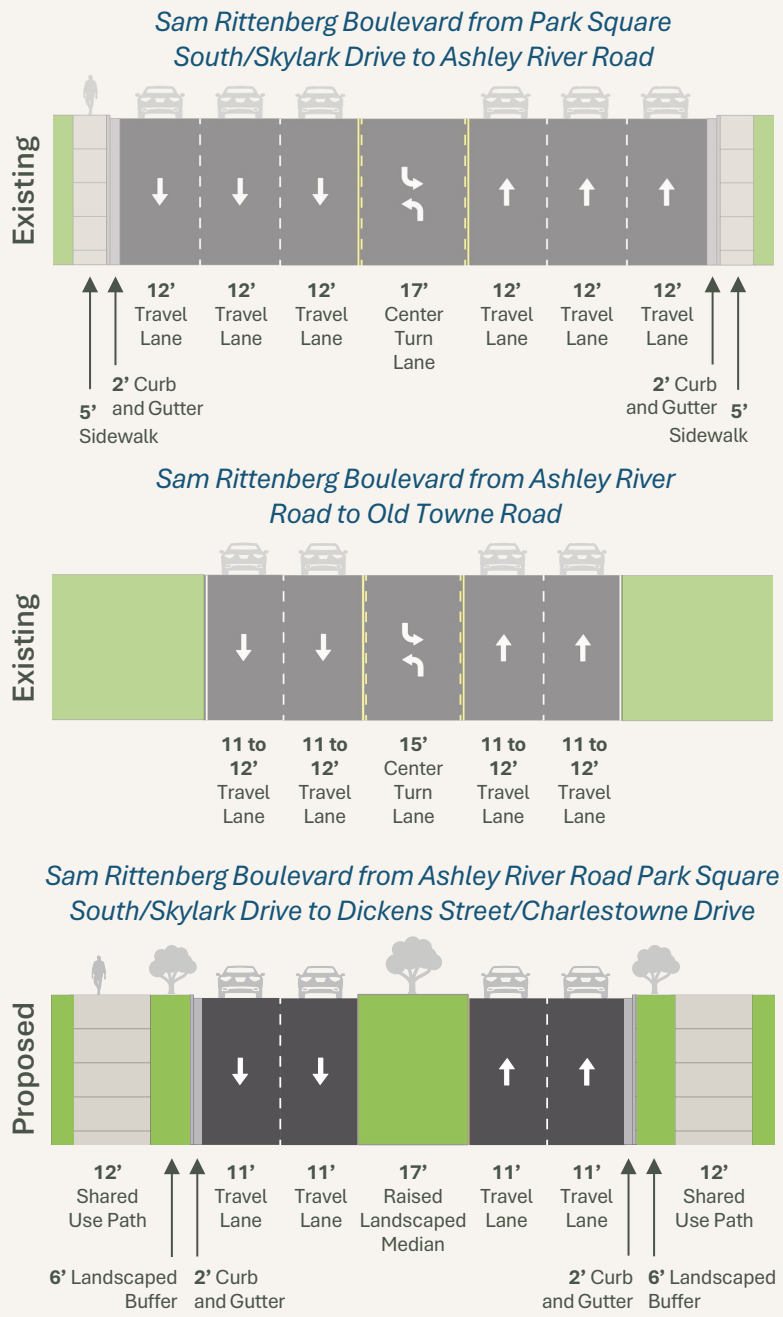 Sam Rittenberg Boulevard from Park Square
South/Skylark Drive to Ashley River Road
Existing
12’ Travel Lane
12’ Travel Lane
12’ Travel Lane
17’ Center Turn Lane
12’ Travel Lane
12’ Travel Lane
12’ Travel Lane
2’ Curb and Gutter
5’ Sidewalk
2’ Curb and Gutter
5’ Sidewalk
Sam Rittenberg Boulevard from Ashley River
Road to Old Towne Road
Existing
11 to 12’ Travel Lane
11 to 12’ Travel Lane
15’ Center Turn Lane
11 to 12’ Travel Lane
11 to 12’ Travel Lane
Sam Rittenberg Boulevard from Ashley River Road Park Square
South/Skylark Drive to Dickens Street/Charlestowne Drive
Proposed
12’ Shared Use Path
11’ Travel Lane
11’ Travel Lane
17’ Raised Landscaped Median
11’ Travel Lane
11’ Travel Lane
12’ Shared Use Path
6’ Landscaped Buffer
2’ Curb and Gutter
2’ Curb and Gutter
6’ Landscaped Buffer